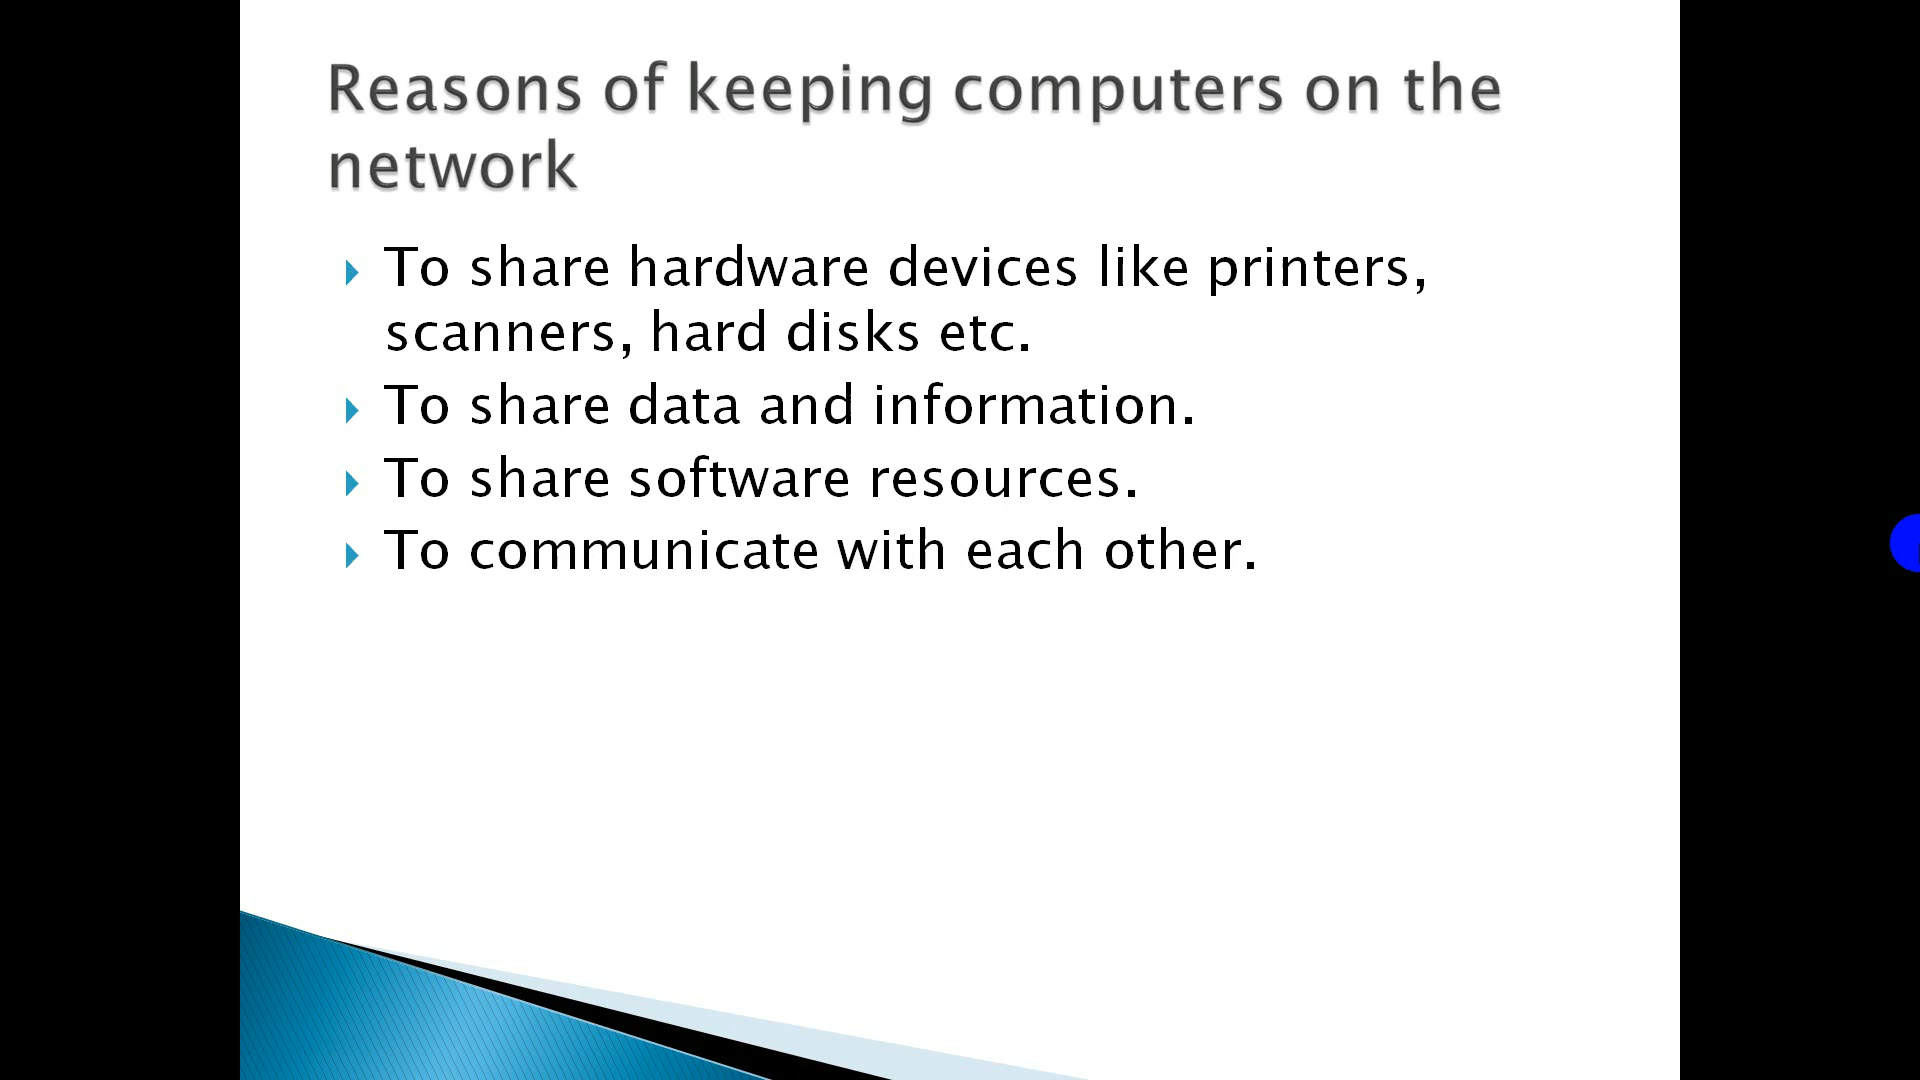 Reasons of keeping computers on the
network
To share hardware devices like printers,
scanners, hard disks etc.
To share data and information.
To share software resources.
To communicate with each other.